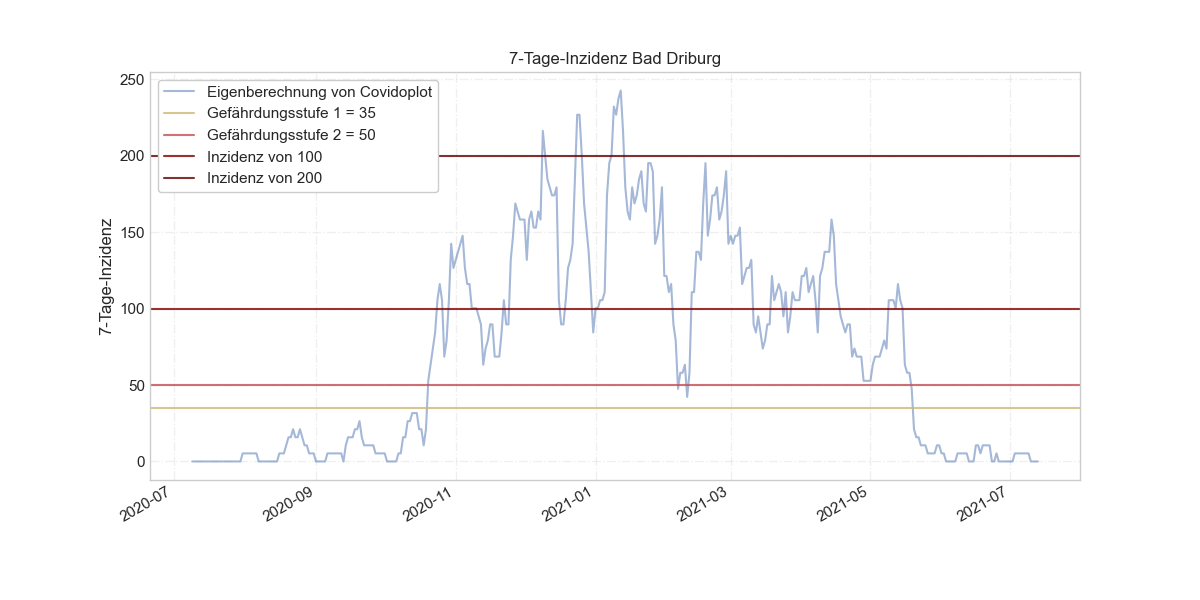 7-Tage-Inzidenz Bad Driburg
250
200
150
100
50
0
7-Tage-Inzidenz
Eigenberechnung von Covidoplot
Gefährdungsstufe 1 = 35
Gefährdungsstufe 2 = 50
Inzidenz von 100
Inzidenz von 200
2020-07
2020-09
2020-11
2021-01
2021-03
2021-05
2021-07